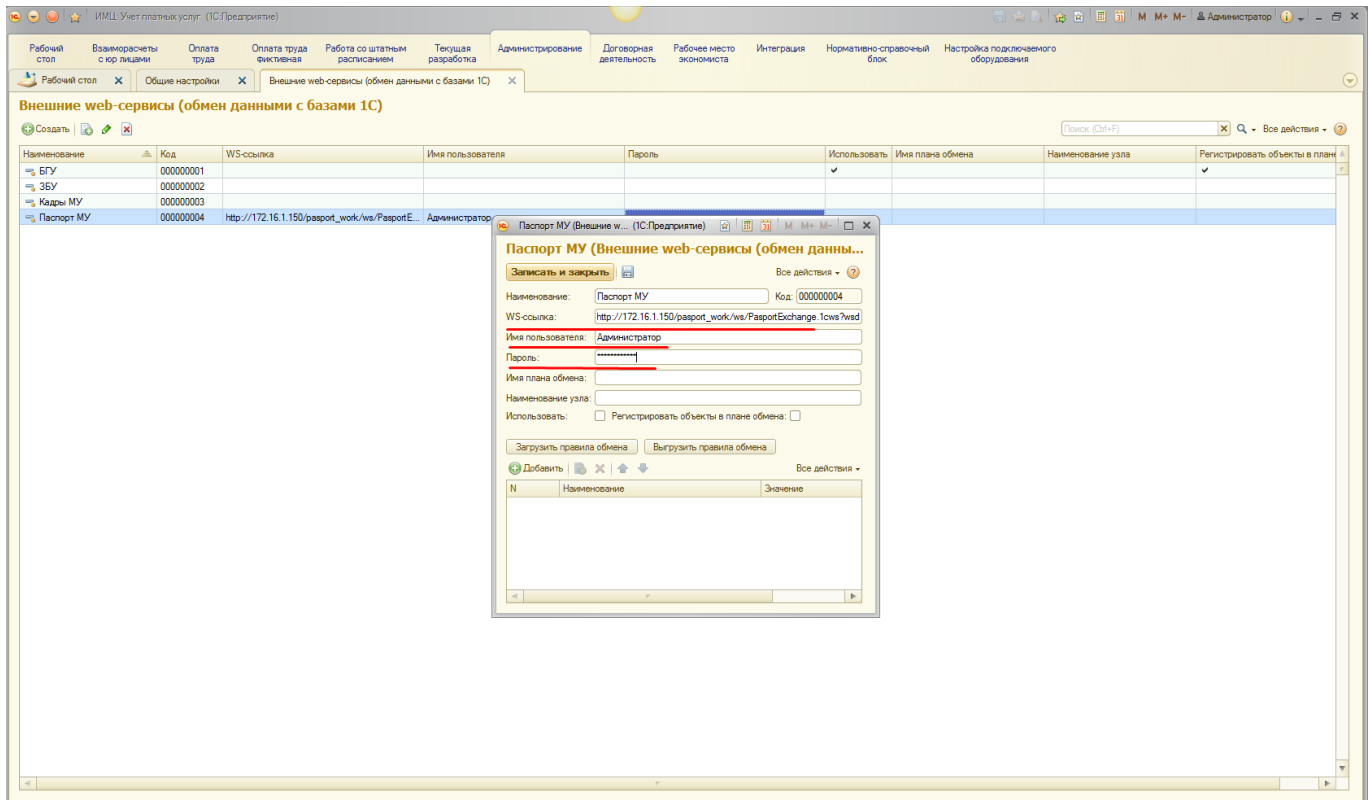 ИМЦ: Учет платных услуг (1С:Предприятие)
M M+ M- Администратор
Рабочий стол
Взаиморасчеты с юр лицами
Оплата труда
Оплата труда фиктивная
Работа со штатным расписанием
Текущая разработка
Администрирование
Договорная деятельность
Рабочее место экономиста
Интеграция
Нормативно-справочный блок
Настройка подключаемого оборудования
Рабочий стол
Общие настройки
Внешние web-сервисы (обмен данными с базами 1С)
Внешние web-сервисы (обмен данными с базами 1С)
Создать
Поиск (Ctrl+F)
Все действия
Наименование Код WS-ссылка Имя пользователя Пароль Использовать Имя плана обмена Наименование узла Регистрировать объекты в плане
БГУ 000000001
ЗБУ 000000002
Кадры МУ 000000003
Паспорт МУ 000000004 http://172.16.1.150/pasport_work/ws/PasportE... Администратор
Паспорт МУ (Внешние w... (1С:Предприятие) M M+ M-
Паспорт МУ (Внешние web-сервисы (обмен данны...
Записать и закрыть
Все действия
Наименование: Паспорт МУ Код: 000000004
WS-ссылка: http://172.16.1.150/pasport_work/ws/PasportExchange.1cws?wsd
Имя пользователя: Администратор
Пароль: ************
Имя плана обмена:
Наименование узла:
Использовать: Регистрировать объекты в плане обмена:
Загрузить правила обмена Выгрузить правила обмена
Добавить Все действия
N Наименование Значение